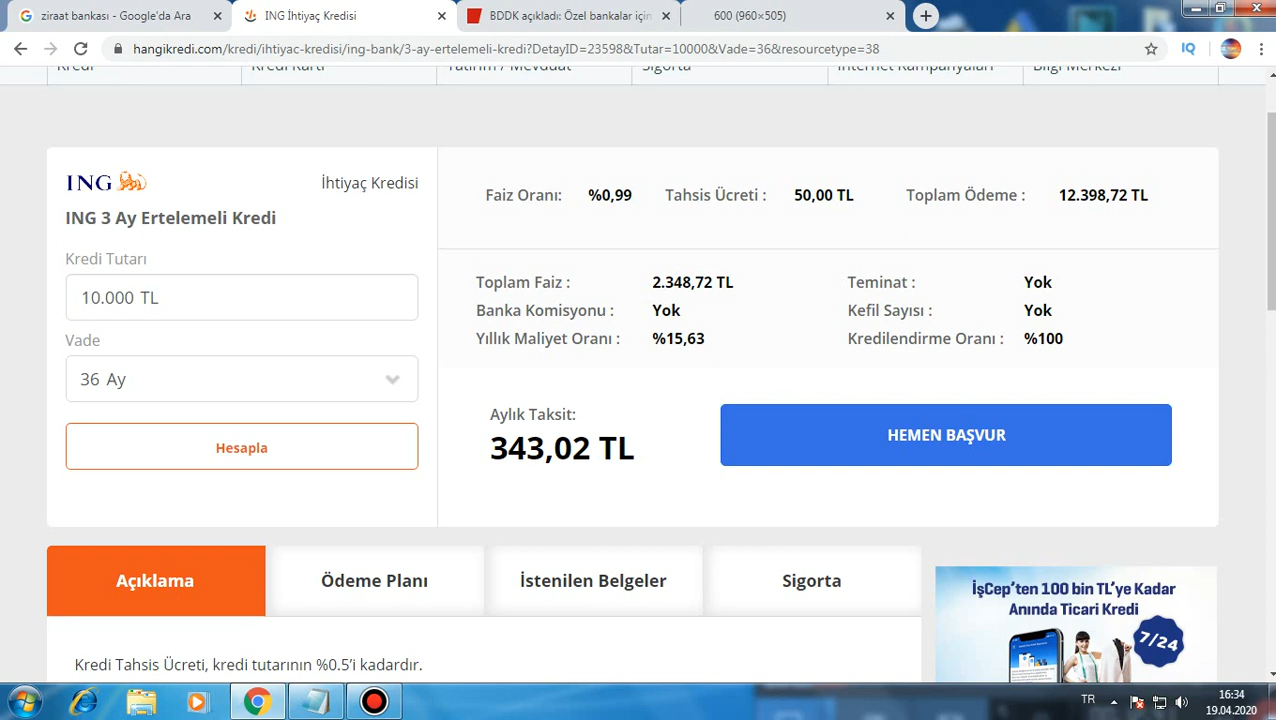 ziraat bankası - Google'da Ara
ING İhtiyaç Kredisi
BDDK açıkladı: Özel bankalar için
600 (960×505)
hangikredi.com/kredi/ihtiyac-kredisi/ing-bank/3-ay-ertelemeli-kredi?DetayID=23598&Tutar=10000&Vade=36&resourcetype=38
IQ
Kredi
Kredi Kartı
Yatırım / Mevduat
Sigorta
İnternet Kampanyaları
Bilgi Merkezi
ING
İhtiyaç Kredisi
ING 3 Ay Ertelemeli Kredi
Kredi Tutarı
10.000 TL
Vade
36 Ay
Hesapla
Faiz Oranı: %0,99
Tahsis Ücreti : 50,00 TL
Toplam Ödeme : 12.398,72 TL
Toplam Faiz : 2.348,72 TL
Banka Komisyonu : Yok
Yıllık Maliyet Oranı : %15,63
Teminat : Yok
Kefil Sayısı : Yok
Kredilendirme Oranı : %100
Aylık Taksit:
343,02 TL
HEMEN BAŞVUR
Açıklama
Ödeme Planı
İstenilen Belgeler
Sigorta
Kredi Tahsis Ücreti, kredi tutarının %0.5'i kadardır.
İşCep'ten 100 bin TL'ye Kadar
Anında Ticari Kredi
7/24
TR
16:34
19.04.2020